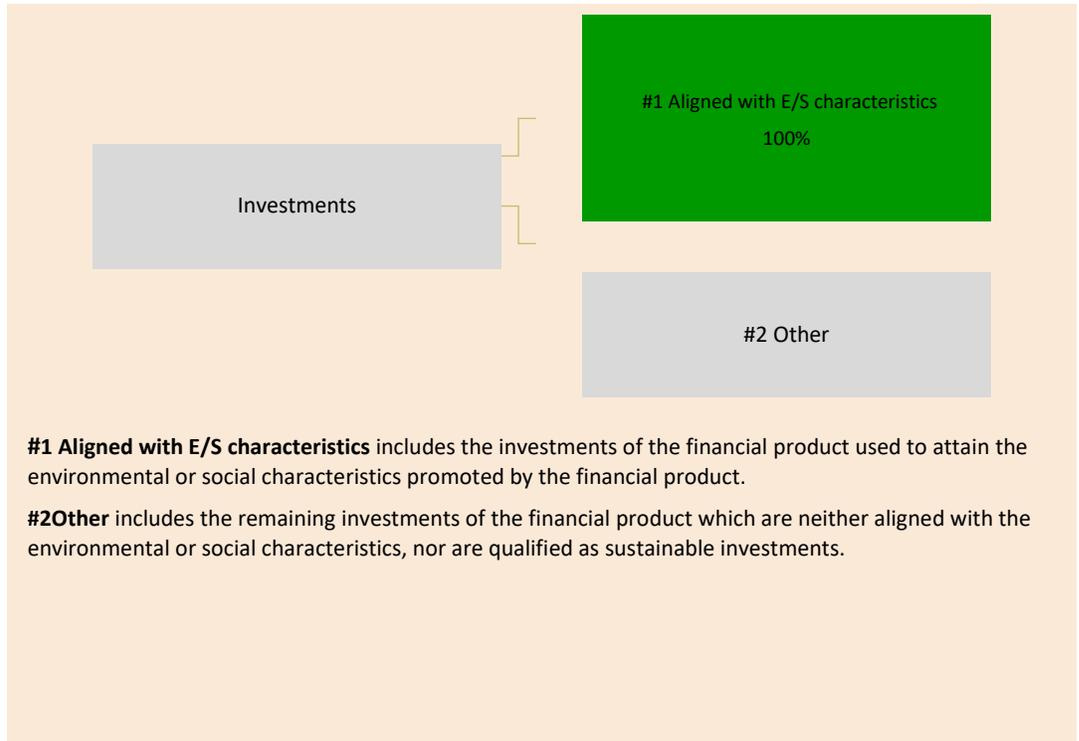 #1 Aligned with E/S characteristics
100%
Investments
#2 Other
#1 Aligned with E/S characteristics includes the investments of the financial product used to attain the
environmental or social characteristics promoted by the financial product.
#2Other includes the remaining investments of the financial product which are neither aligned with the
environmental or social characteristics, nor are qualified as sustainable investments.